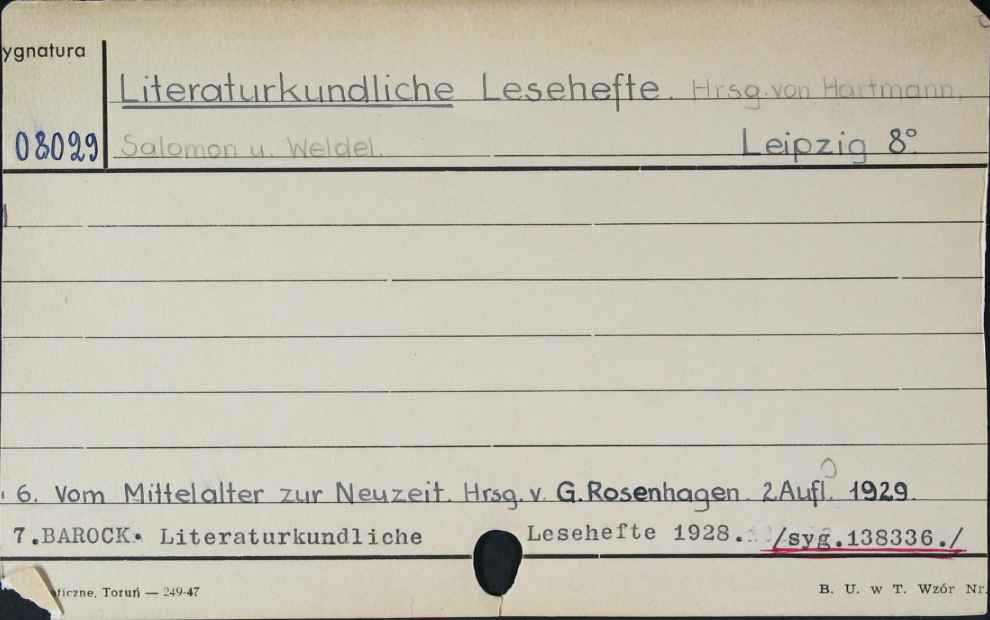 ygnatura
Literaturkundliche Lesehefte. Hrsg. von Hartmann,
08029 Salomon u. Weldel. Leipzig 8°
6. Vom Mittelalter zur Neuzeit. Hrsg. v. G. Rosenhagen. 2 Aufl. 1929.
7. BAROCK. Literaturkundliche Lesehefte 1928. /syg.138336./
tyczne, Toruń — 249-47 B. U. w T. Wzór Nr.